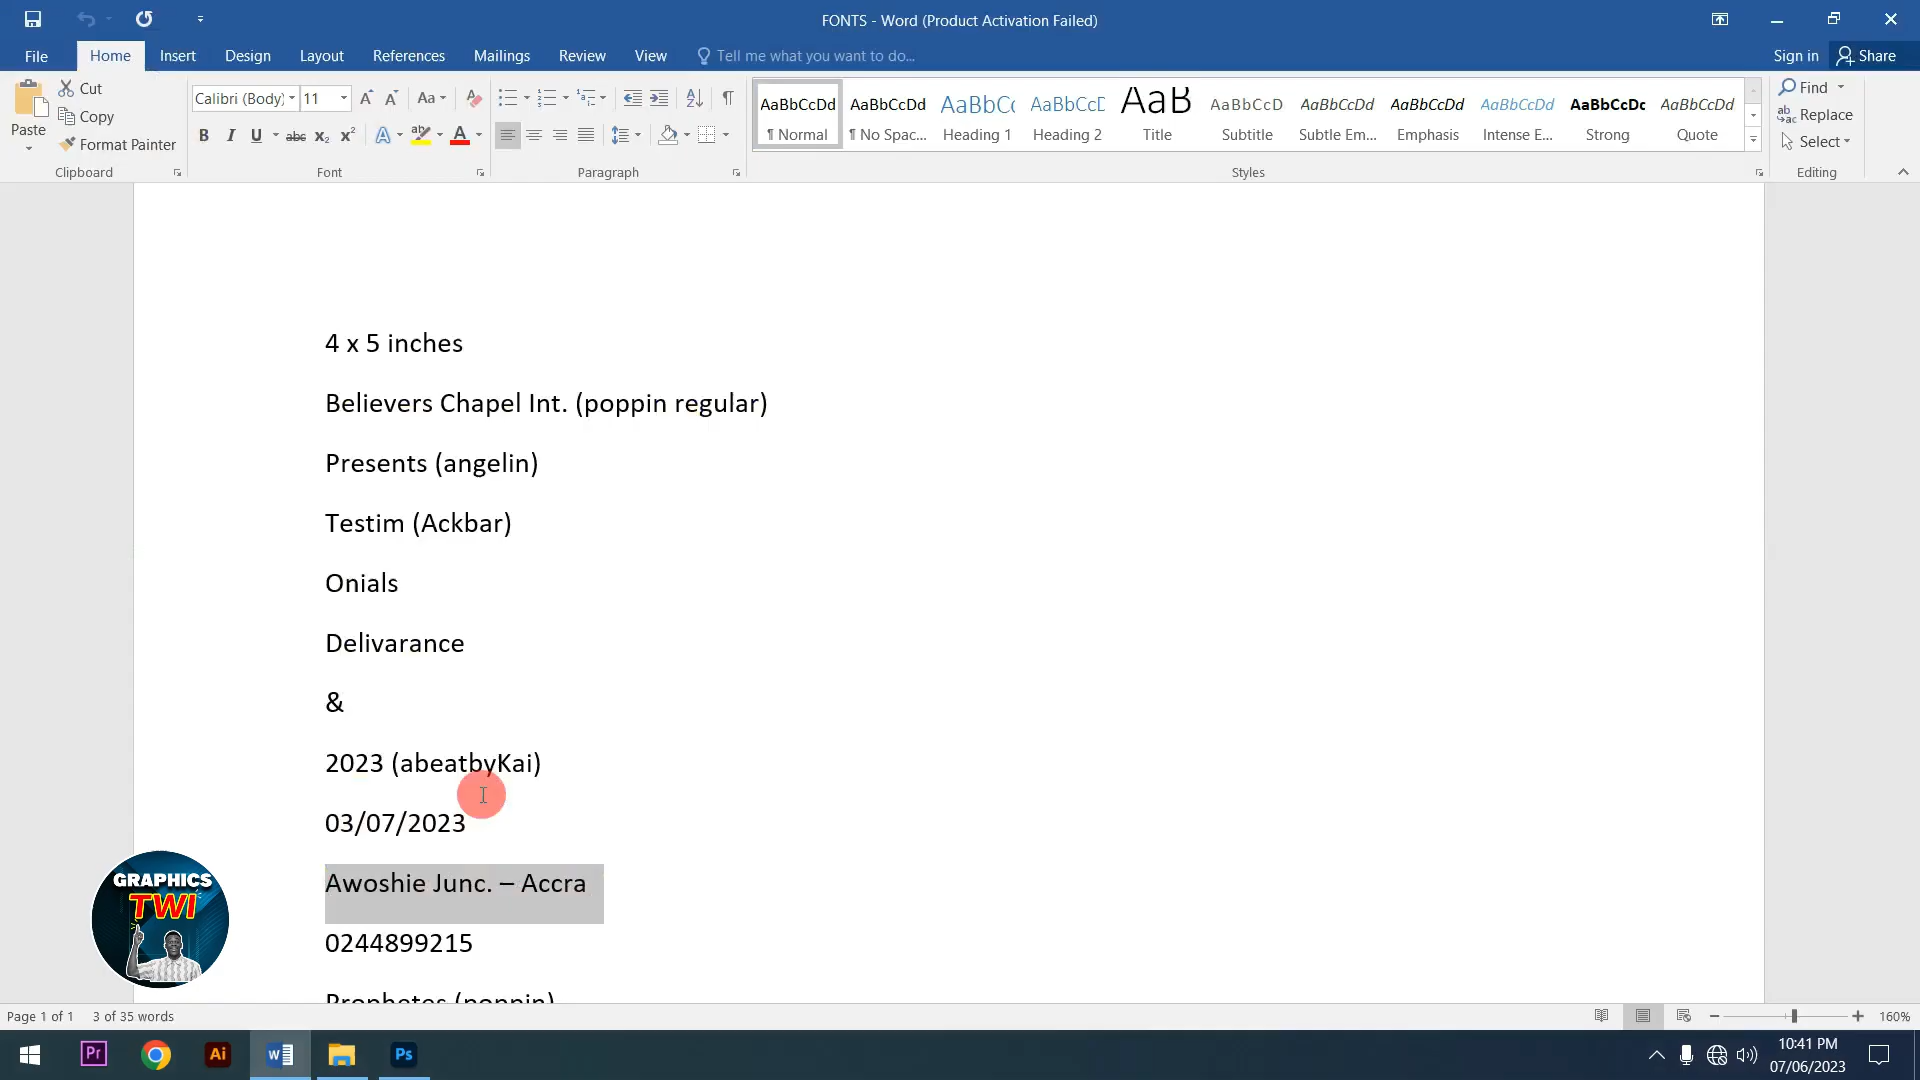 FONTS - Word (Product Activation Failed)
File Home Insert Design Layout References Mailings Review View Tell me what you want to do... Sign in Share
Paste
Cut
Copy
Format Painter
Clipboard
Calibri (Body) 11
Font
Paragraph
AaBbCcDd AaBbCcDd AaBbCc AaBbCcD AaB AaBbCcD AaBbCcDd AaBbCcDd AaBbCcDd AaBbCcDc AaBbCcDd
¶ Normal ¶ No Spac... Heading 1 Heading 2 Title Subtitle Subtle Em... Emphasis Intense E... Strong Quote
Styles
Find
Replace
Select
Editing
4 x 5 inches
Believers Chapel Int. (poppin regular)
Presents (angelin)
Testim (Ackbar)
Onials
Delivarance
&
2023 (abeatbyKai)
03/07/2023
Awoshie Junc. – Accra
0244899215
Prophetes (poppin)
GRAPHICS
TWI
Page 1 of 1 3 of 35 words
160%
10:41 PM
07/06/2023